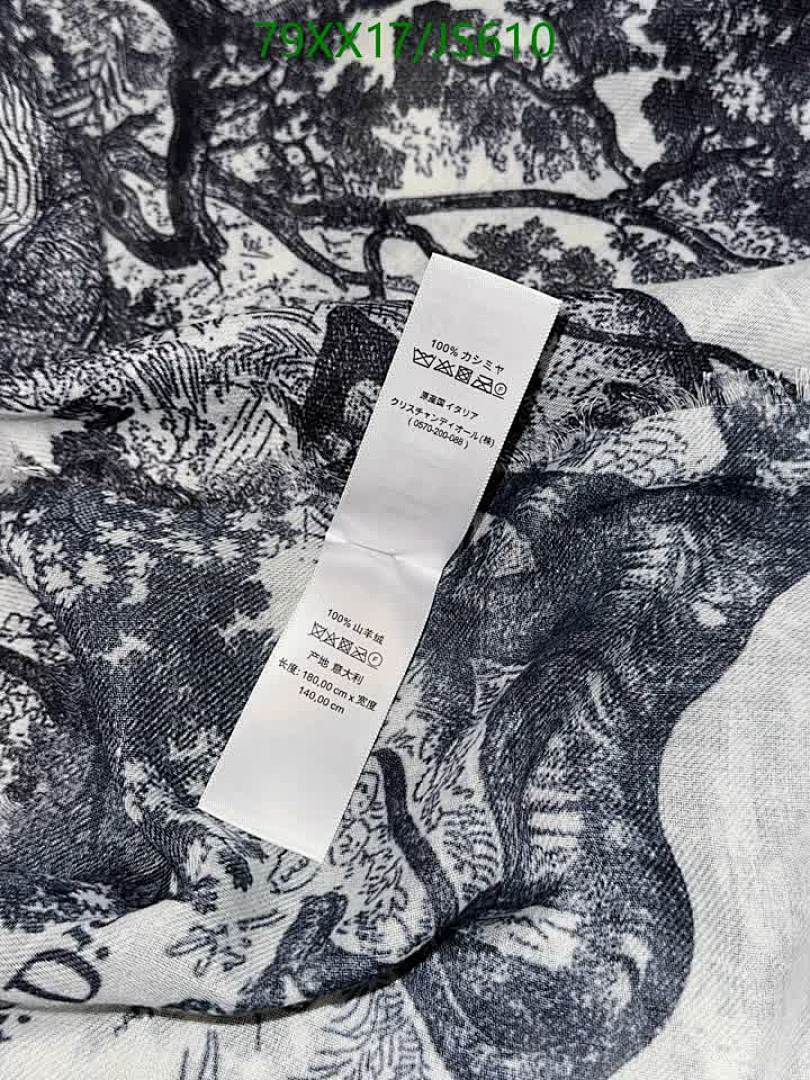 79XX17/JS610
100% カシミヤ
原産国 イタリア
クリスチャンディオール(株)
( 0570-200-088 )
100% 山羊绒
产地 意大利
长度: 180,00 cm x 宽度
140,00 cm